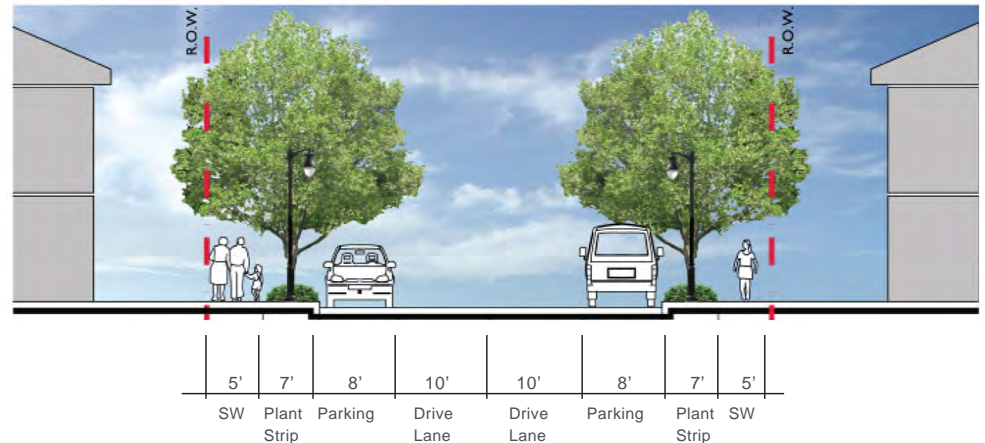 R.O.W.
R.O.W.
5’ 7’ 8’ 10’ 10’ 8’ 7’ 5’
SW Plant Parking Drive Drive Parking Plant SW
Strip Lane Lane Strip